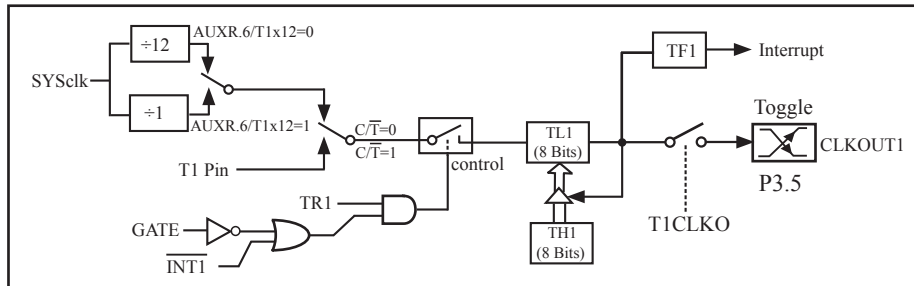 AUXR.6/T1x12=0
÷12
SYSclk
÷1
AUXR.6/T1x12=1
T1 Pin
C/T̅=0
C/T̅=1
control
TR1
GATE
I̅N̅T̅1̅
TL1
(8 Bits)
TH1
(8 Bits)
TF1
Interrupt
Toggle
CLKOUT1
P3.5
T1CLKO